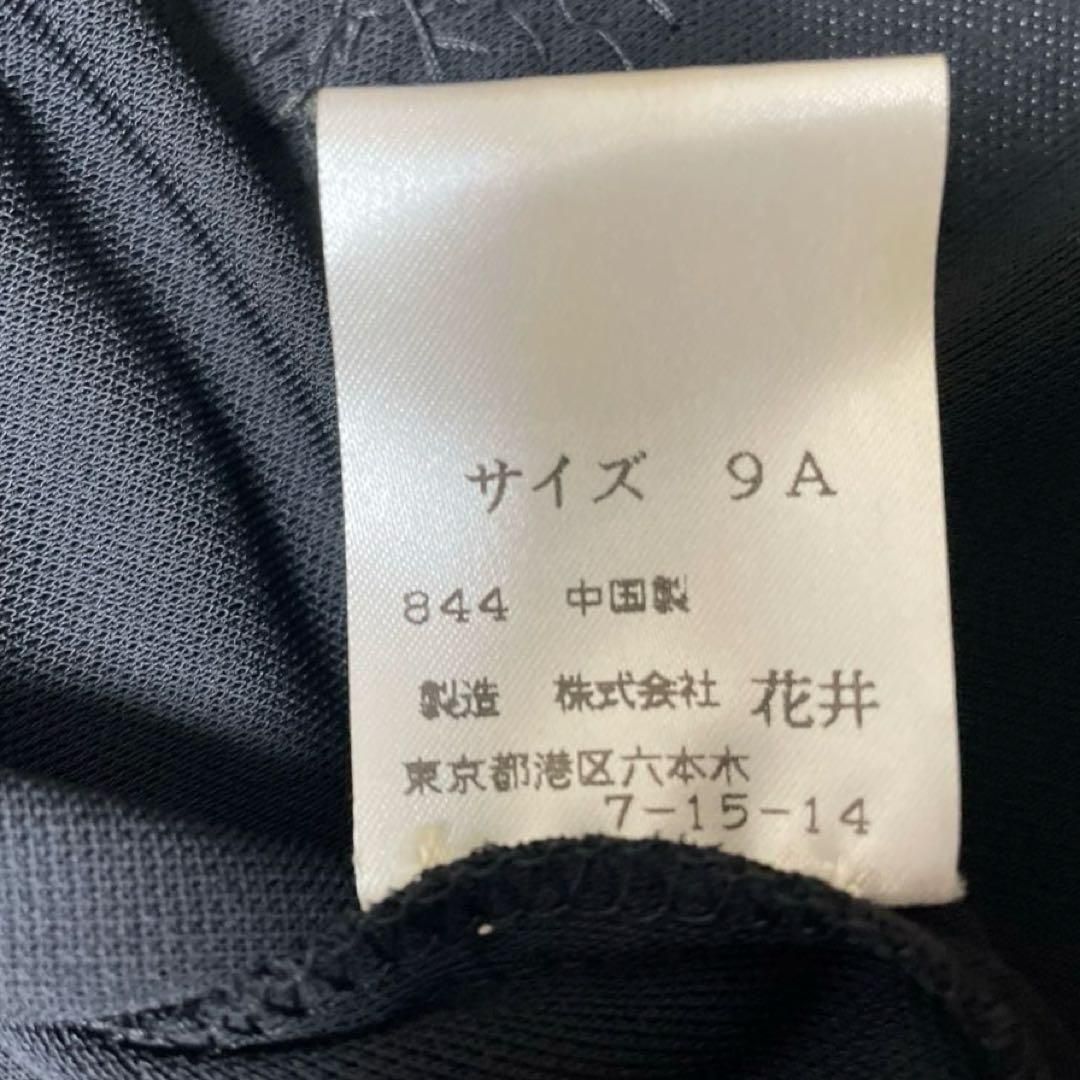 サイズ 9A
844 中国製
製造 株式会社 花井
東京都港区六本木
7-15-14